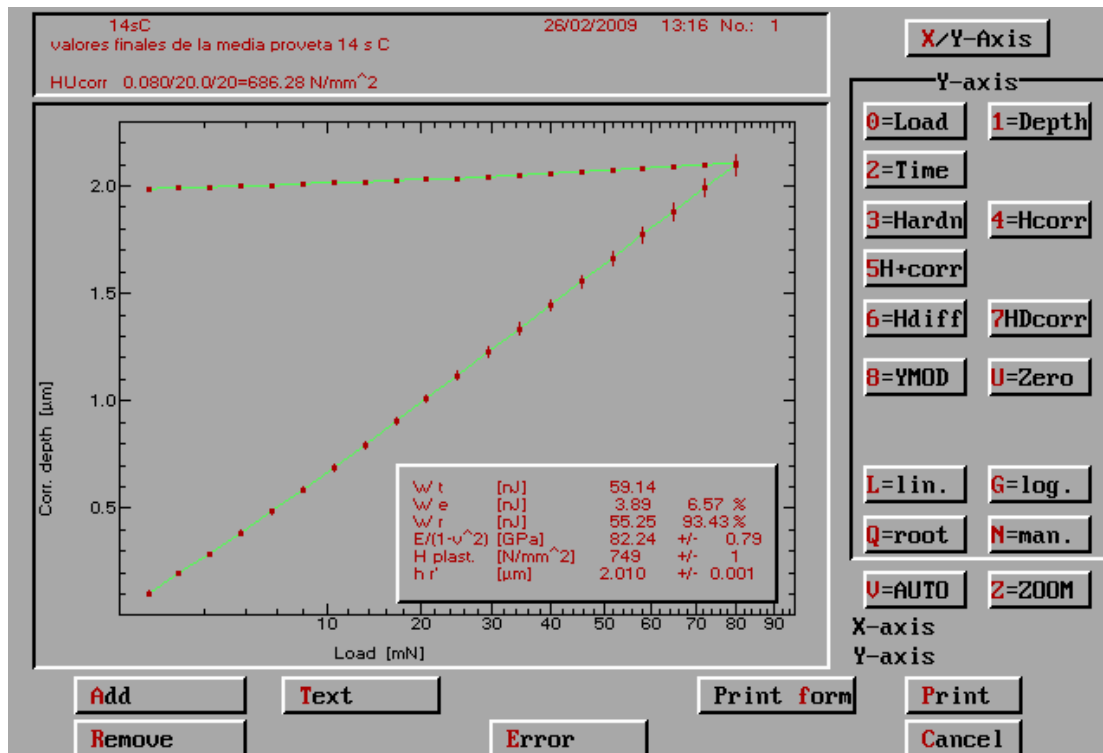 14sC 26/02/2009 13:16 No.: 1
valores finales de la media proveta 14 s C
HUcorr 0.080/20.0/20=686.28 N/mm^2
X/Y-Axis
Y-axis
0=Load 1=Depth
2=Time
3=Hardn 4=Hcorr
5H+corr
6=Hdiff 7HDcorr
8=YMOD U=Zero
L=lin. G=log.
Q=root N=man.
V=AUTO Z=ZOOM
X-axis
Y-axis
Corr. depth [µm]
2.0
1.5
1.0
0.5
W t [nJ] 59.14
W e [nJ] 3.89 6.57 %
W r [nJ] 55.25 93.43 %
E/(1-v^2) [GPa] 82.24 +/- 0.79
H plast. [N/mm^2] 749 +/- 1
h r' [µm] 2.010 +/- 0.001
10 20 30 40 50 60 70 80 90
Load [mN]
Add Text Print form Print
Remove Error Cancel